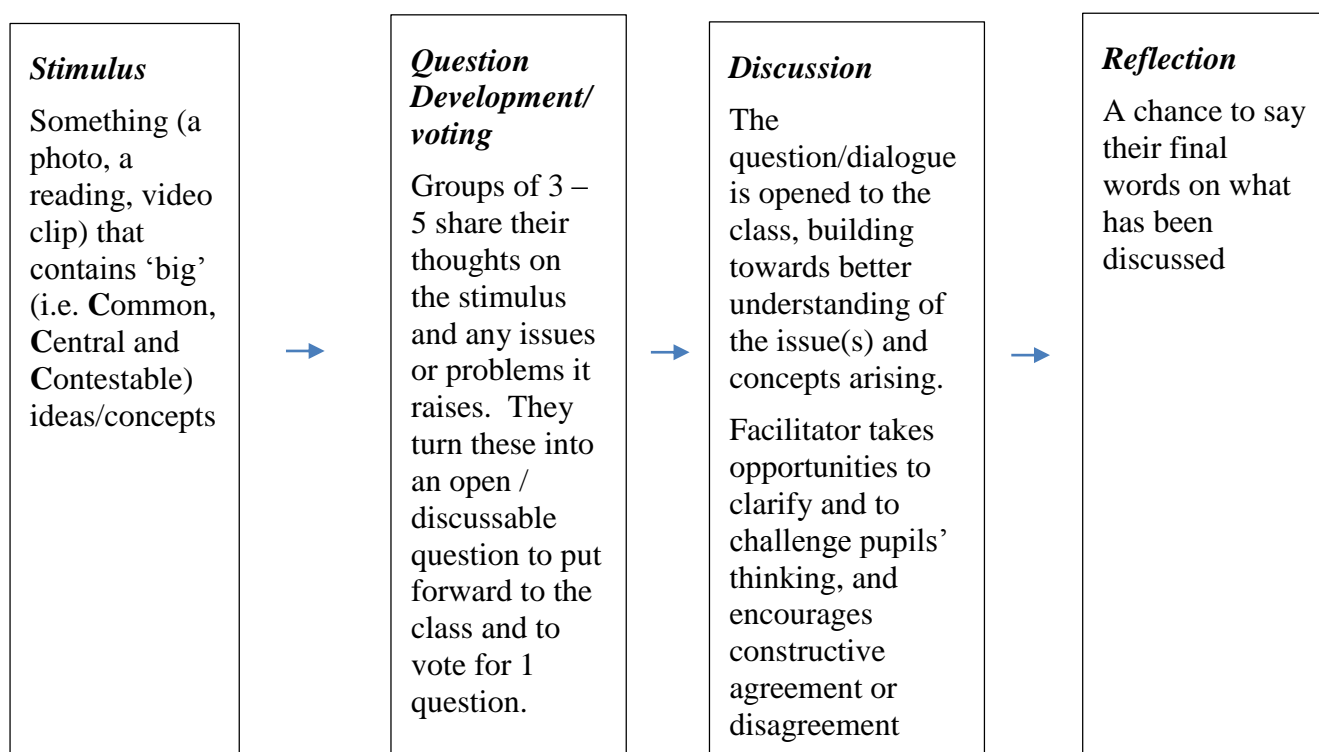 Stimulus
Something (a
photo, a
reading, video
clip) that
contains ‘big’
(i.e. Common,
Central and
Contestable)
ideas/concepts
Question
Development/
voting
Groups of 3 –
5 share their
thoughts on
the stimulus
and any issues
or problems it
raises.  They
turn these into
an open /
discussable
question to put
forward to the
class and to
vote for 1
question.
Discussion
The
question/dialogue
is opened to the
class, building
towards better
understanding of
the issue(s) and
concepts arising.
Facilitator takes
opportunities to
clarify and to
challenge pupils’
thinking, and
encourages
constructive
agreement or
disagreement
Reflection
A chance to say
their final
words on what
has been
discussed